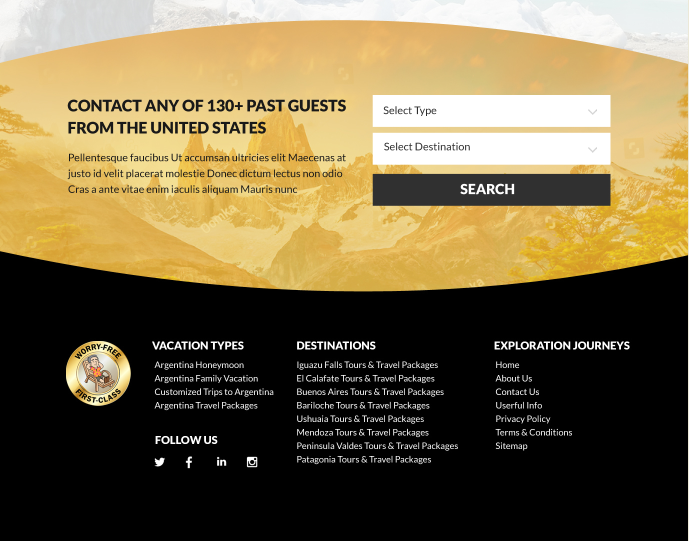 CONTACT ANY OF 130+ PAST GUESTS
FROM THE UNITED STATES
Pellentesque faucibus Ut accumsan ultricies elit Maecenas at
justo id velit placerat molestie Donec dictum lectus non odio
Cras a ante vitae enim iaculis aliquam Mauris nunc
Select Type
Select Destination
SEARCH
WORRY-FREE
FIRST-CLASS
VACATION TYPES
Argentina Honeymoon
Argentina Family Vacation
Customized Trips to Argentina
Argentina Travel Packages
FOLLOW US
DESTINATIONS
Iguazu Falls Tours & Travel Packages
El Calafate Tours & Travel Packages
Buenos Aires Tours & Travel Packages
Bariloche Tours & Travel Packages
Ushuaia Tours & Travel Packages
Mendoza Tours & Travel Packages
Peninsula Valdes Tours & Travel Packages
Patagonia Tours & Travel Packages
EXPLORATION JOURNEYS
Home
About Us
Contact Us
Userful Info
Privacy Policy
Terms & Conditions
Sitemap